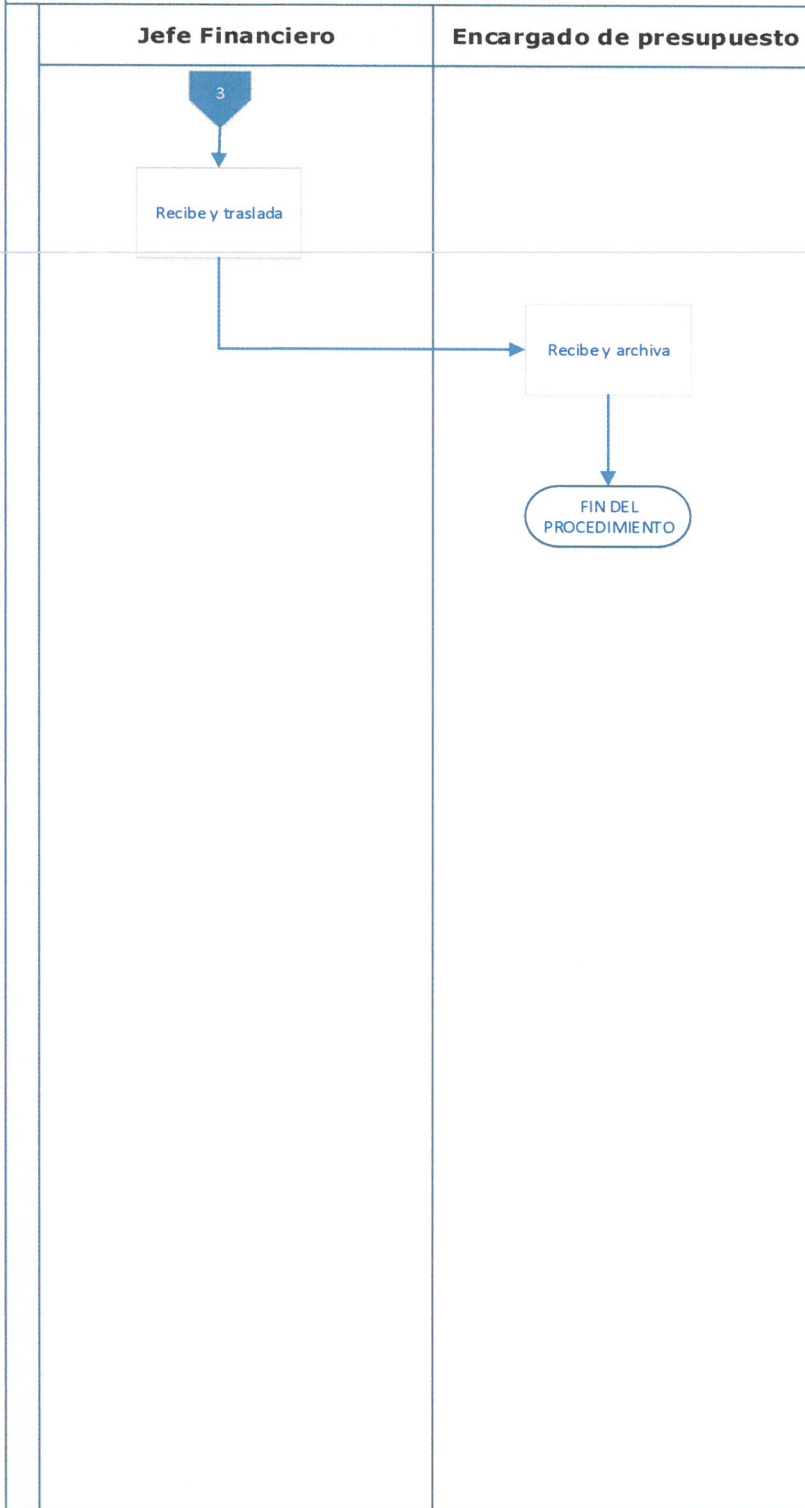 Jefe Financiero
Encargado de presupuesto
3
Recibe y traslada
Recibe y archiva
FIN DEL
PROCEDIMIENTO